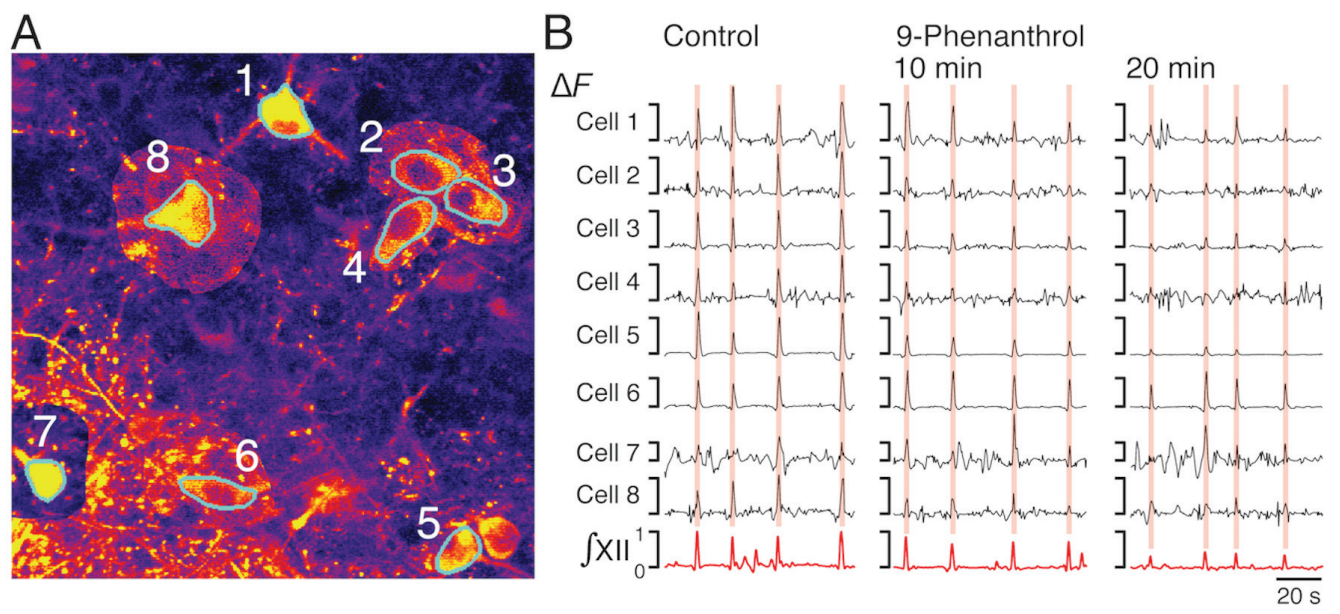 A
1
2
3
8
4
7
6
5
B
Control
9-Phenanthrol
10 min
20 min
ΔF
Cell 1
Cell 2
Cell 3
Cell 4
Cell 5
Cell 6
Cell 7
Cell 8
∫XII
1
0
20 s